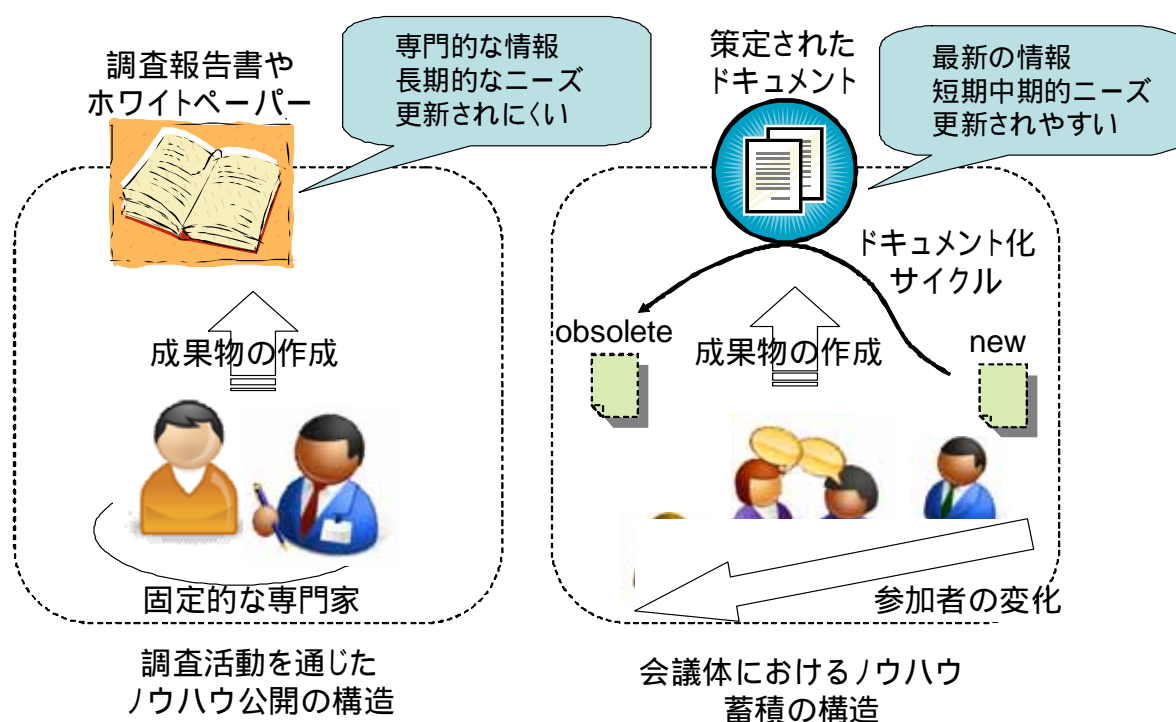 調査報告書や
ホワイトペーパー
専門的な情報
長期的なニーズ
更新されにくい
成果物の作成
固定的な専門家
調査活動を通じた
ノウハウ公開の構造
策定された
ドキュメント
最新の情報
短期中期的ニーズ
更新されやすい
ドキュメント化
サイクル
obsolete
new
成果物の作成
参加者の変化
会議体におけるノウハウ
蓄積の構造